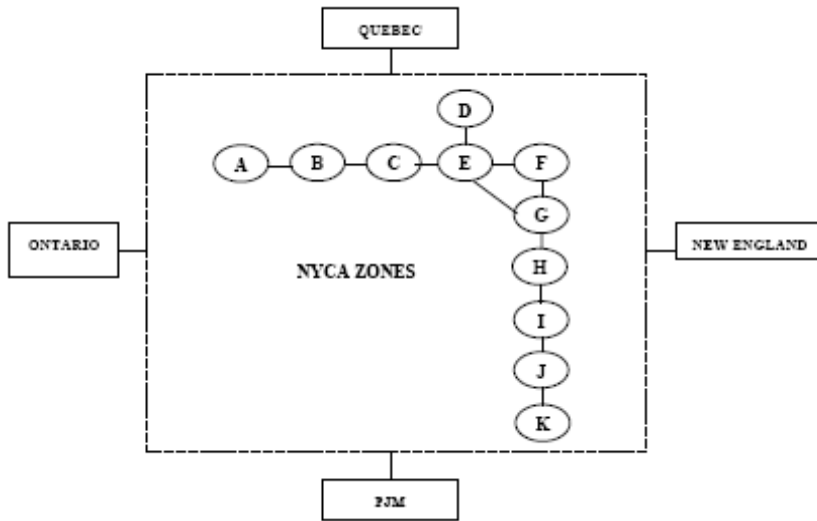 QUEBEC
D
A B C E F
G
ONTARIO
NEW ENGLAND
NYCA ZONES
H
I
J
K
PJM